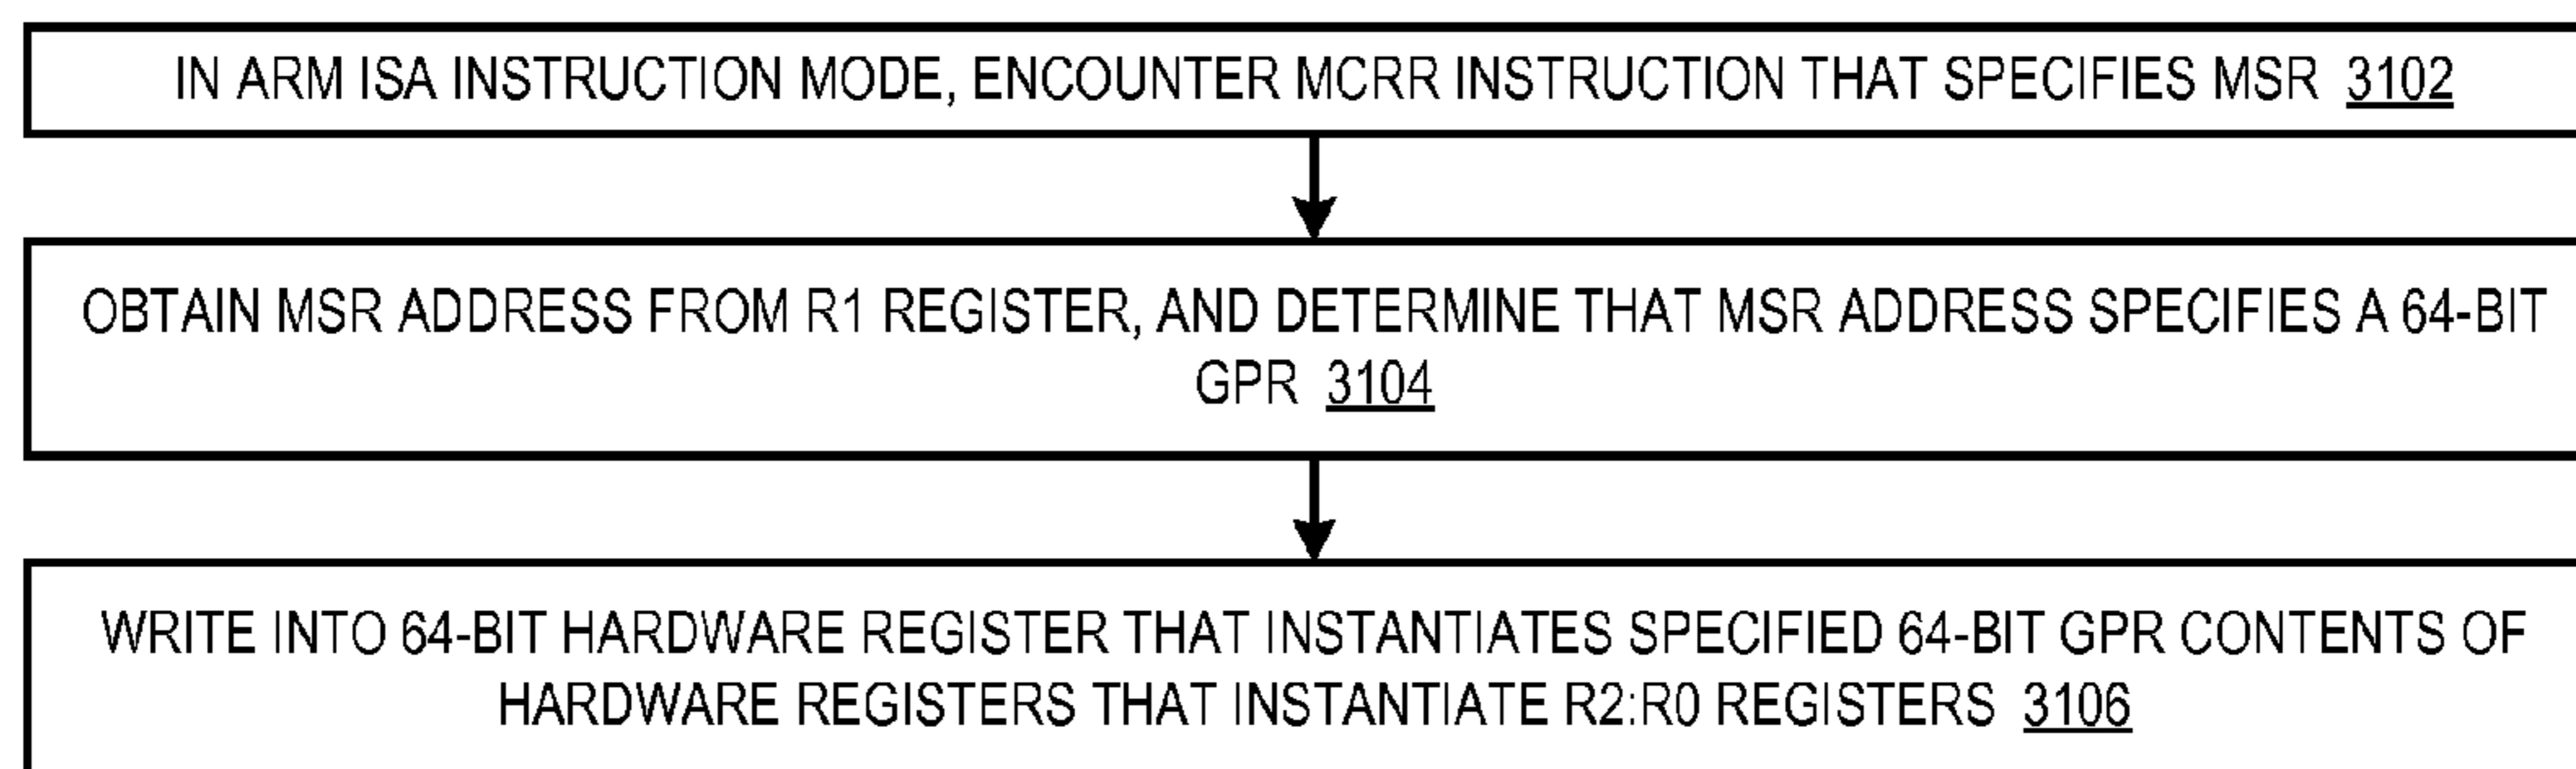 IN ARM ISA INSTRUCTION MODE, ENCOUNTER MCRR INSTRUCTION THAT SPECIFIES MSR 3102
OBTAIN MSR ADDRESS FROM R1 REGISTER, AND DETERMINE THAT MSR ADDRESS SPECIFIES A 64-BIT
GPR 3104
WRITE INTO 64-BIT HARDWARE REGISTER THAT INSTANTIATES SPECIFIED 64-BIT GPR CONTENTS OF
HARDWARE REGISTERS THAT INSTANTIATE R2:R0 REGISTERS 3106